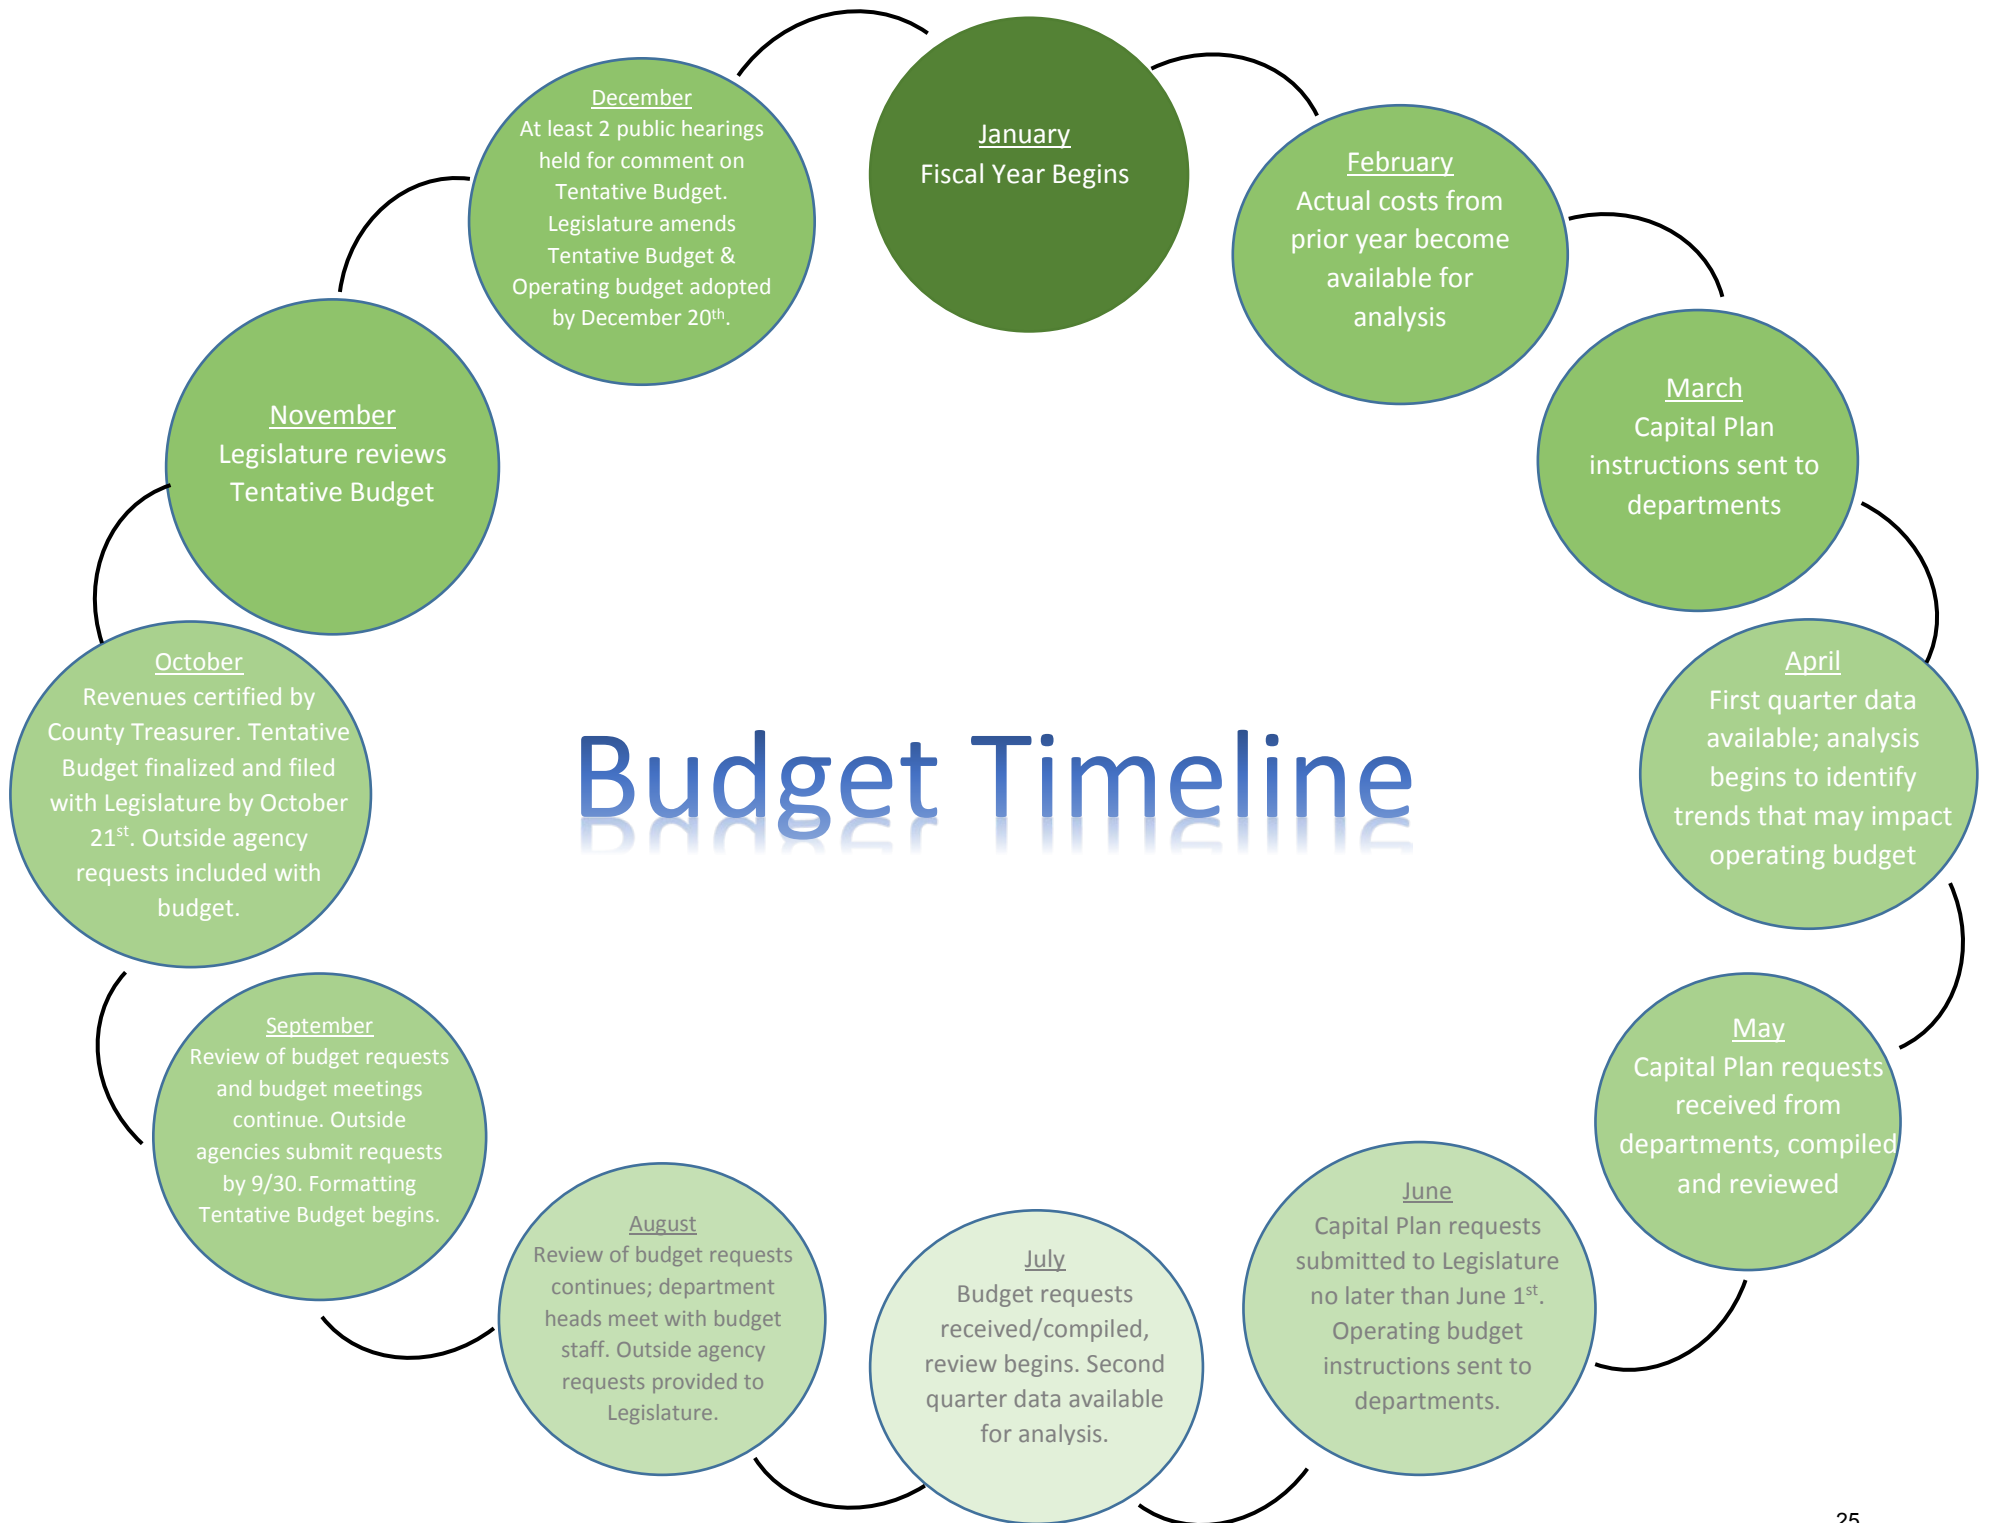 January
Fiscal Year Begins
February
Actual costs from
prior year become
available for
analysis
March
Capital Plan
instructions sent to
departments
April
First quarter data
available; analysis
begins to identify
trends that may impact
operating budget
May
Capital Plan requests
received from
departments, compiled
and reviewed
June
Capital Plan requests
submitted to Legislature
no later than June 1st.
Operating budget
instructions sent to
departments.
July
Budget requests
received/compiled,
review begins. Second
quarter data available
for analysis.
August
Review of budget requests
continues; department
heads meet with budget
staff. Outside agency
requests provided to
Legislature.
September
Review of budget requests
and budget meetings
continue. Outside
agencies submit requests
by 9/30. Formatting
Tentative Budget begins.
October
Revenues certified by
County Treasurer. Tentative
Budget finalized and filed
with Legislature by October
21st. Outside agency
requests included with
budget.
November
Legislature reviews
Tentative Budget
December
At least 2 public hearings
held for comment on
Tentative Budget.
Legislature amends
Tentative Budget &
Operating budget adopted
by December 20th.
Budget Timeline
25